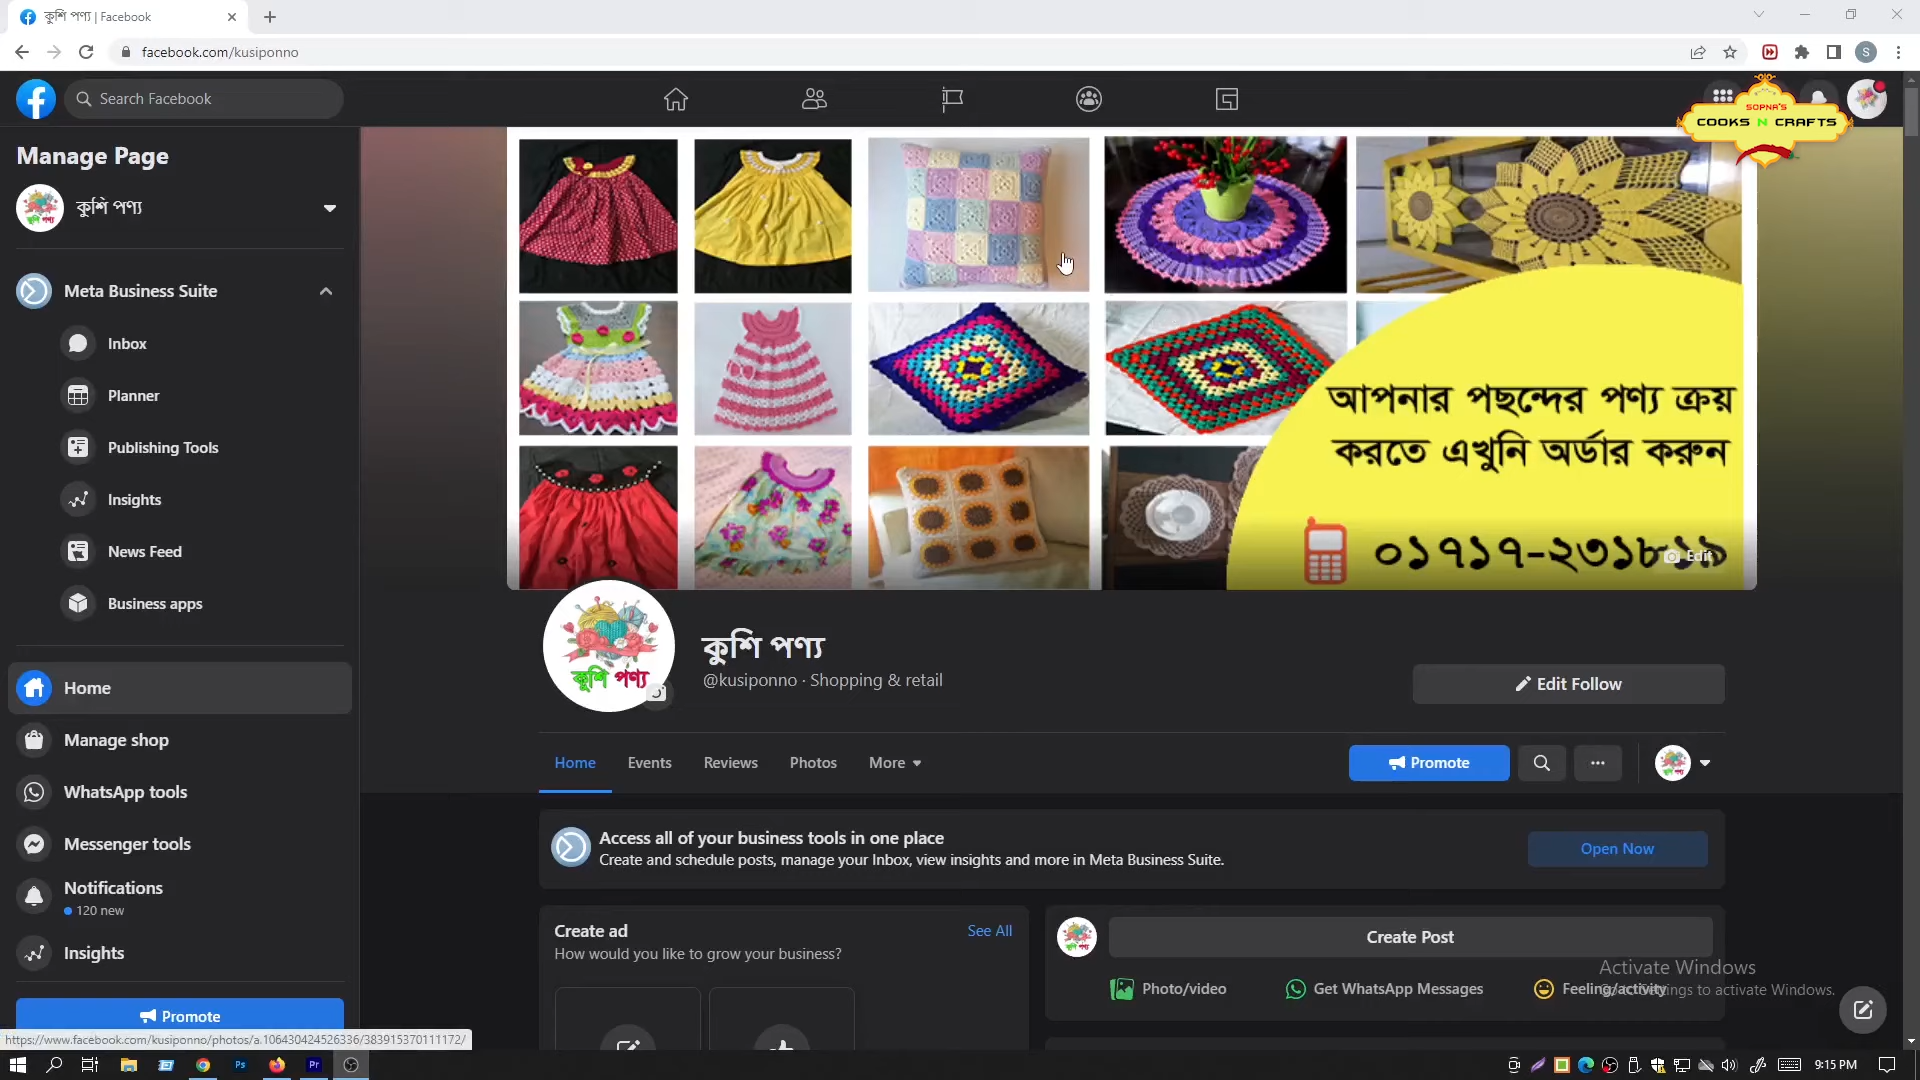 কুশি পণ্য | Facebook
facebook.com/kusiponno
Search Facebook
SOPNA'S
COOKS N CRAFTS
Manage Page
কুশি পণ্য
Meta Business Suite
Inbox
Planner
Publishing Tools
Insights
News Feed
Business apps
Home
Manage shop
WhatsApp tools
Messenger tools
Notifications
120 new
Insights
Promote
আপনার পছন্দের পণ্য ক্রয়
করতে এখুনি অর্ডার করুন
০১৭১৭-২৩১৮১৯
Edit
কুশি পণ্য
কুশি পণ্য
@kusiponno · Shopping & retail
Edit Follow
Home Events Reviews Photos More
Promote
Access all of your business tools in one place
Create and schedule posts, manage your Inbox, view insights and more in Meta Business Suite.
Open Now
Create ad
See All
How would you like to grow your business?
Create Post
Photo/video Get WhatsApp Messages Feeling/activity
Activate Windows
Go to Settings to activate Windows.
https://www.facebook.com/kusiponno/photos/a.106430424526336/383915370111172/
Ps
Pr
9:15 PM